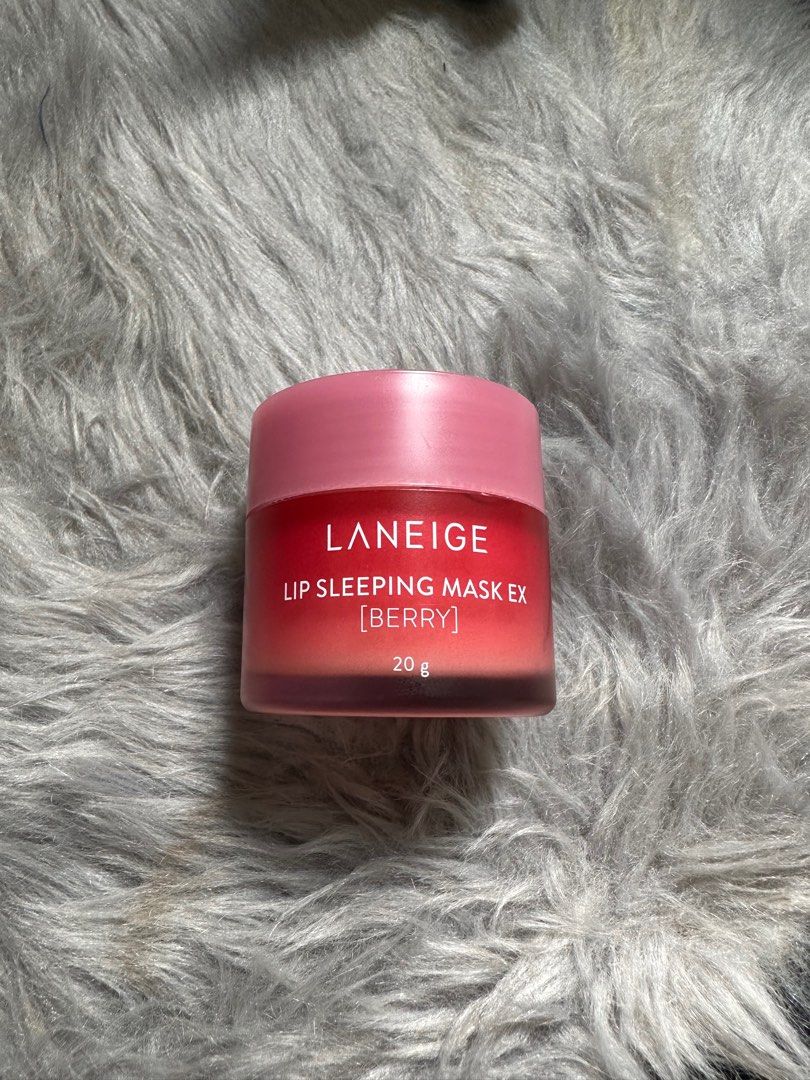 LANEIGE
LIP SLEEPING MASK EX
[BERRY]
20 g